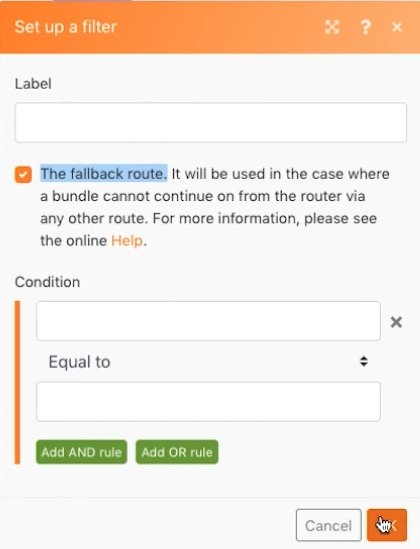 Set up a filter
?
Label
The fallback route. It will be used in the case where
a bundle cannot continue on from the router via
any other route. For more information, please see
the online Help.
Condition
Equal to
Add AND rule Add OR rule
Cancel